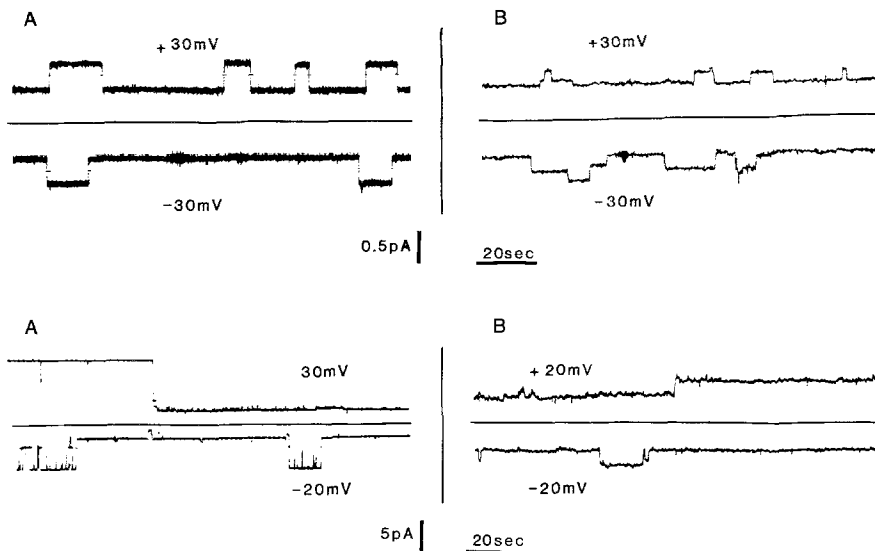 A
B
+30mV
+30mV
-30mV
-30mV
0.5pA
20sec
A
B
30mV
+20mV
-20mV
-20mV
5pA
20sec